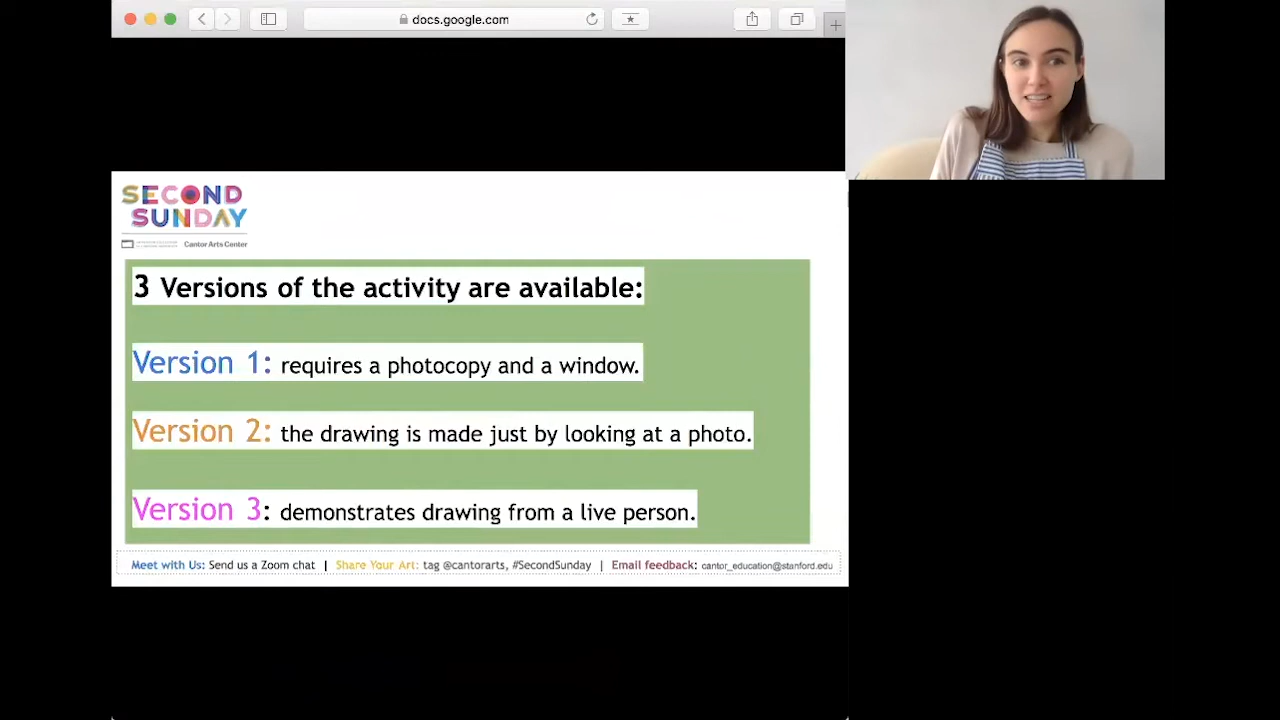 docs.google.com
SECOND
SUNDAY
Cantor Arts Center
3 Versions of the activity are available:
Version 1: requires a photocopy and a window.
Version 2: the drawing is made just by looking at a photo.
Version 3: demonstrates drawing from a live person.
Meet with Us: Send us a Zoom chat | Share Your Art: tag @cantorarts, #SecondSunday | Email feedback: cantor_education@stanford.edu